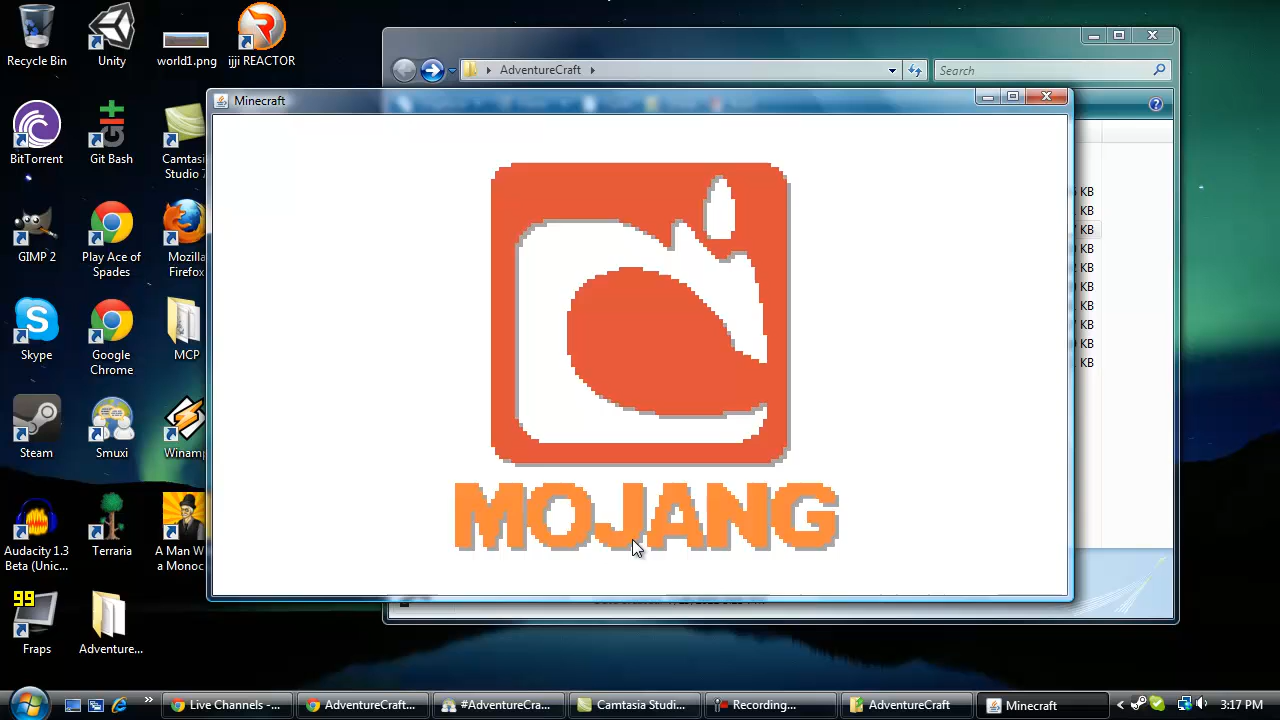 Recycle Bin
Unity
world1.png
ijji REACTOR
BitTorrent
Git Bash
Camtasia
Studio 7
GIMP 2
Play Ace of
Spades
Mozilla
Firefox
Skype
Google
Chrome
MCP
Steam
Smuxi
Winamp
Audacity 1.3
Beta (Unic...
Terraria
A Man W
a Monoc
99
Fraps
Adventure...
AdventureCraft
Search
Minecraft
KB
KB
KB
KB
KB
KB
KB
KB
KB
KB
MOJANG
Live Channels -...
AdventureCraft...
#AdventureCra...
Camtasia Studi...
Recording...
AdventureCraft
Minecraft
3:17 PM